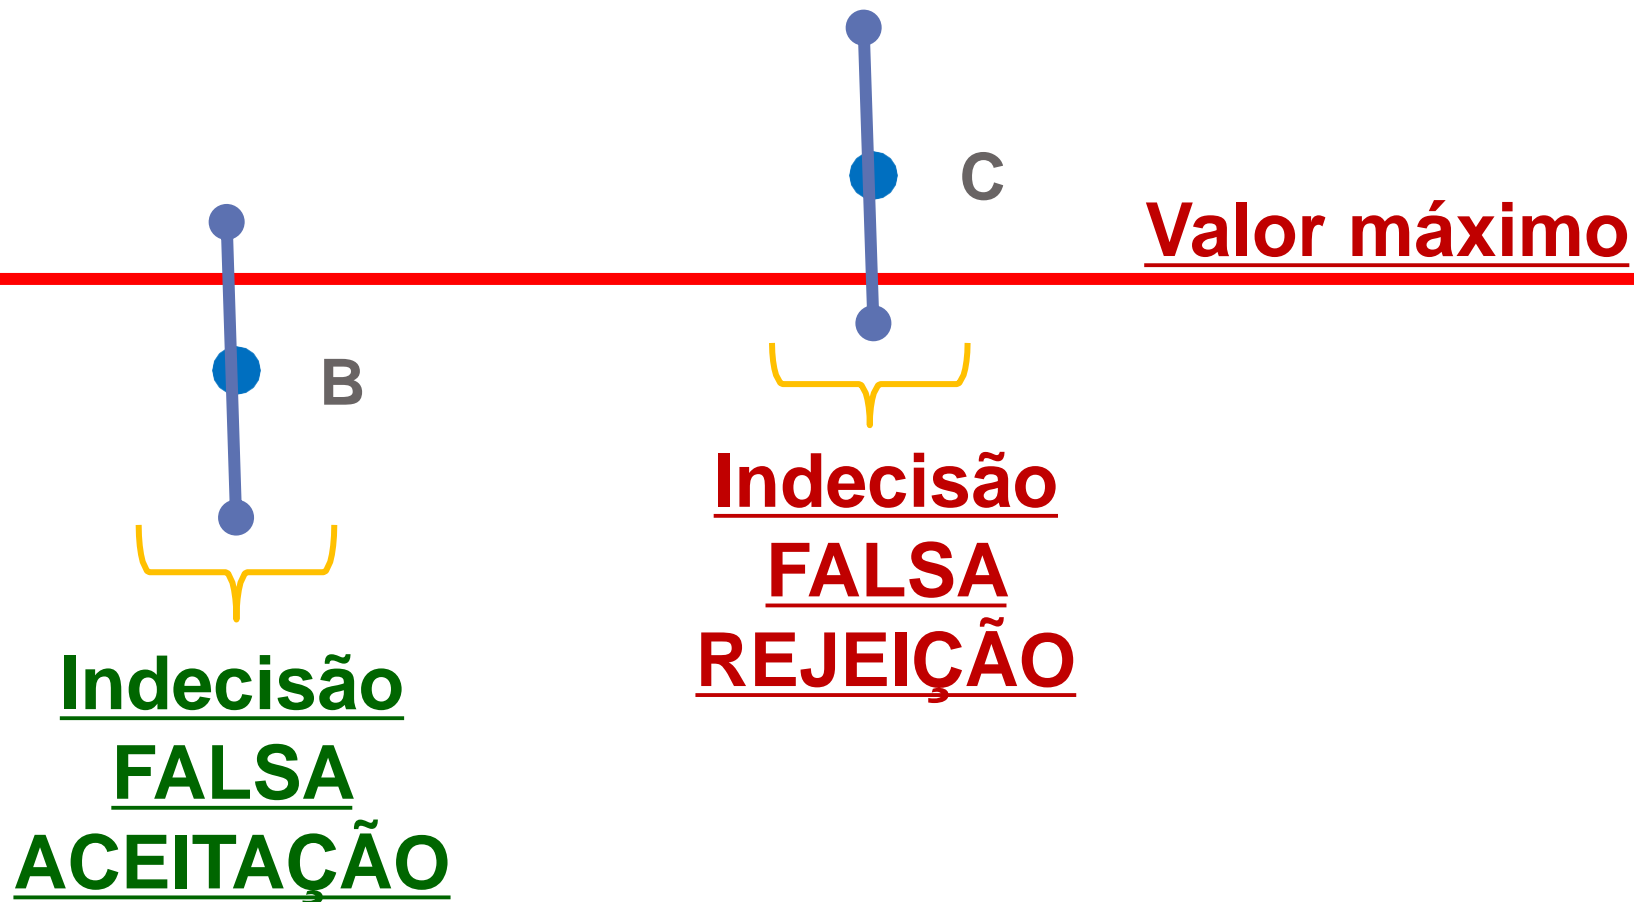 C
Valor máximo
B
Indecisão
FALSA
REJEIÇÃO
Indecisão
FALSA
ACEITAÇÃO